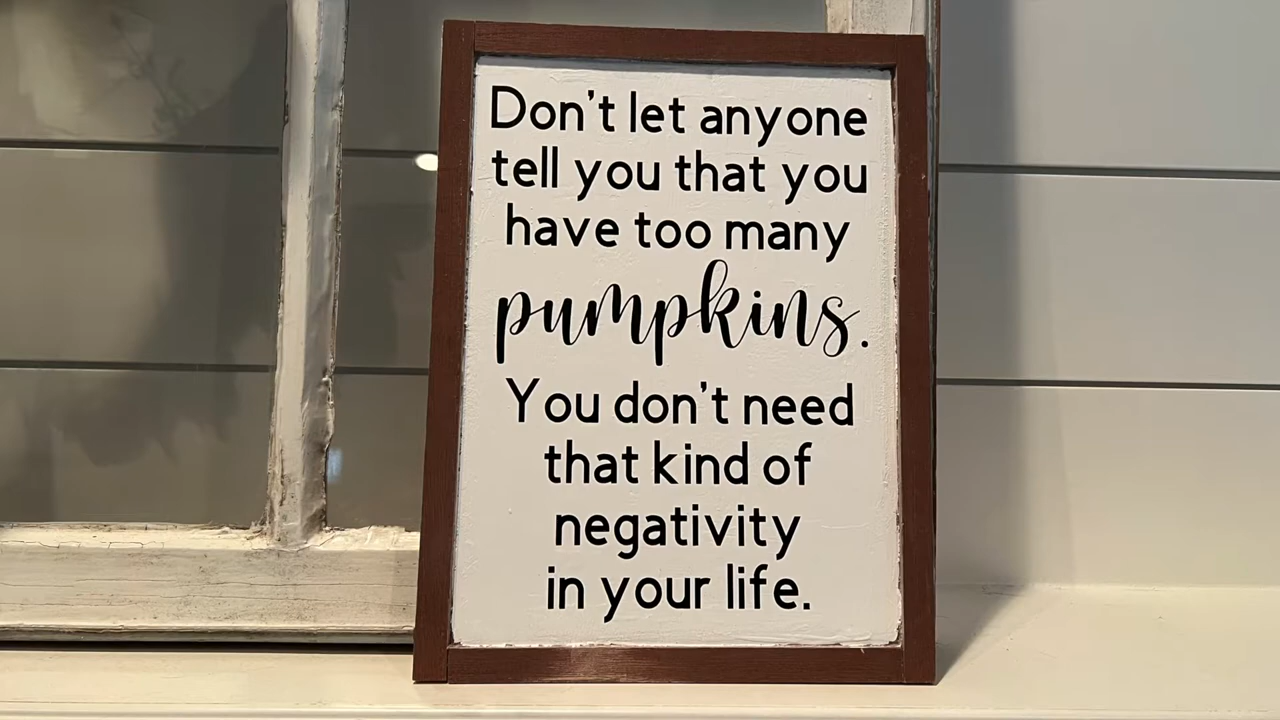 Don't let anyone
tell you that you
have too many
pumpkins.
You don't need
that kind of
negativity
in your life.